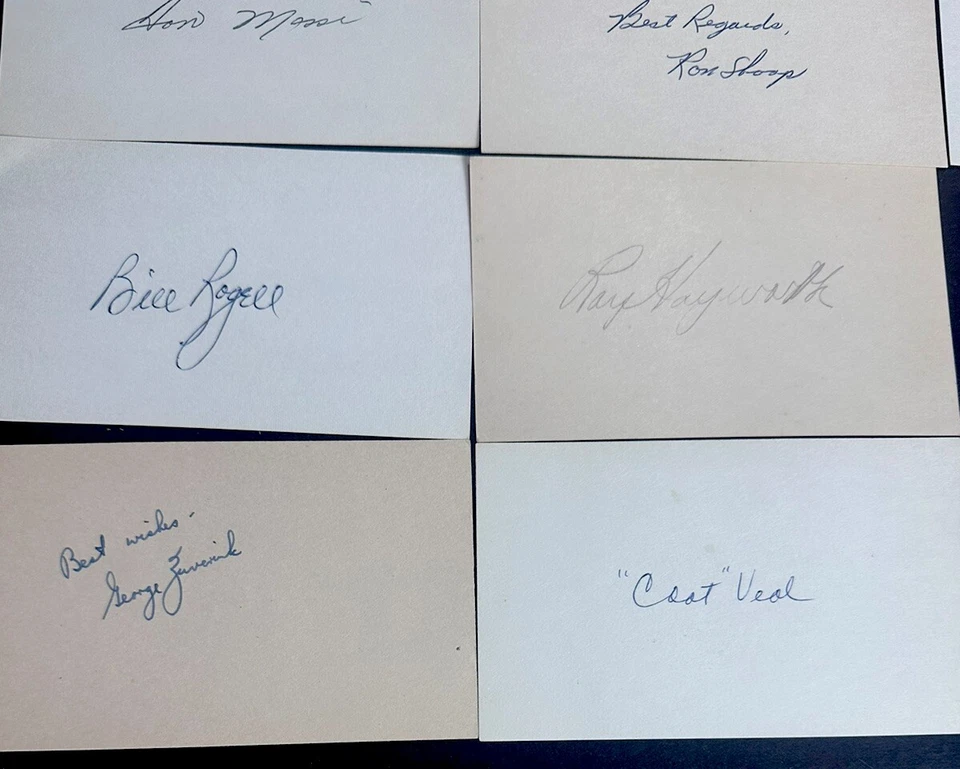 Don Mossi
Best Regards,
Ron Shoop
Bill Rogell
Ray Hayworth
Best wishes -
George Zuverink
"Coot" Veal